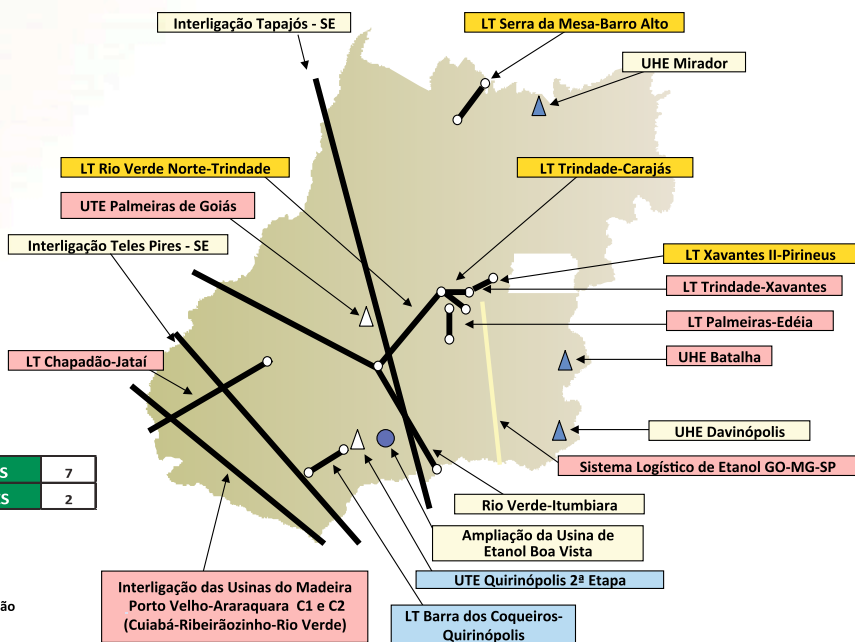 Interligação Tapajós - SE
LT Serra da Mesa-Barro Alto
UHE Mirador
LT Rio Verde Norte-Trindade
LT Trindade-Carajás
UTE Palmeiras de Goiás
Interligação Teles Pires - SE
LT Xavantes II-Pirineus
LT Trindade-Xavantes
LT Palmeiras-Edéia
LT Chapadão-Jataí
UHE Batalha
UHE Davinópolis
Sistema Logístico de Etanol GO-MG-SP
S 7
ES 2
Rio Verde-Itumbiara
Ampliação da Usina de
Etanol Boa Vista
UTE Quirinópolis 2ª Etapa
Interligação das Usinas do Madeira
Porto Velho-Araraquara C1 e C2
(Cuiabá-Ribeirãozinho-Rio Verde)
LT Barra dos Coqueiros-
Quirinópolis
ão